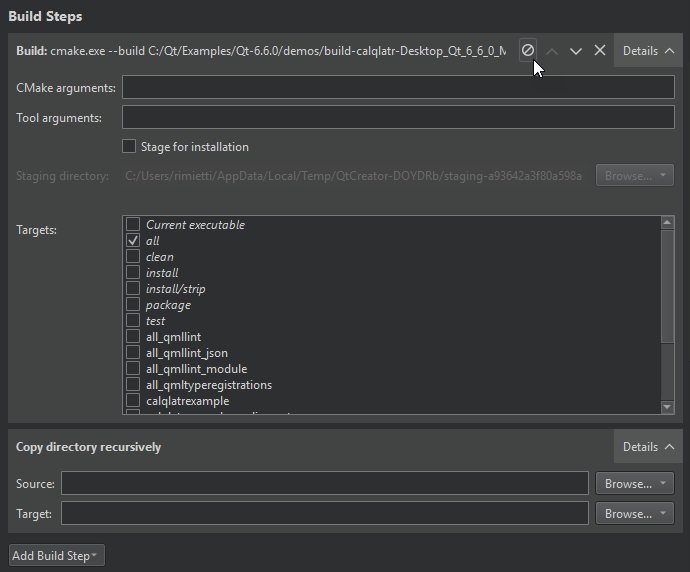 Build Steps
Build: cmake.exe --build C:/Qt/Examples/Qt-6.6.0/demos/build-calqlatr-Desktop_Qt_6_6_0_M Details
CMake arguments:
Tool arguments:
Stage for installation
Staging directory: C:/Users/rimietti/AppData/Local/Temp/QtCreator-DOYDRb/staging-a93642a3f80a598a Browse...
Targets:
Current executable
all
clean
install
install/strip
package
test
all_qmllint
all_qmllint_json
all_qmllint_module
all_qmltyperegistrations
calqlatrexample
Copy directory recursively Details
Source: Browse...
Target: Browse...
Add Build Step